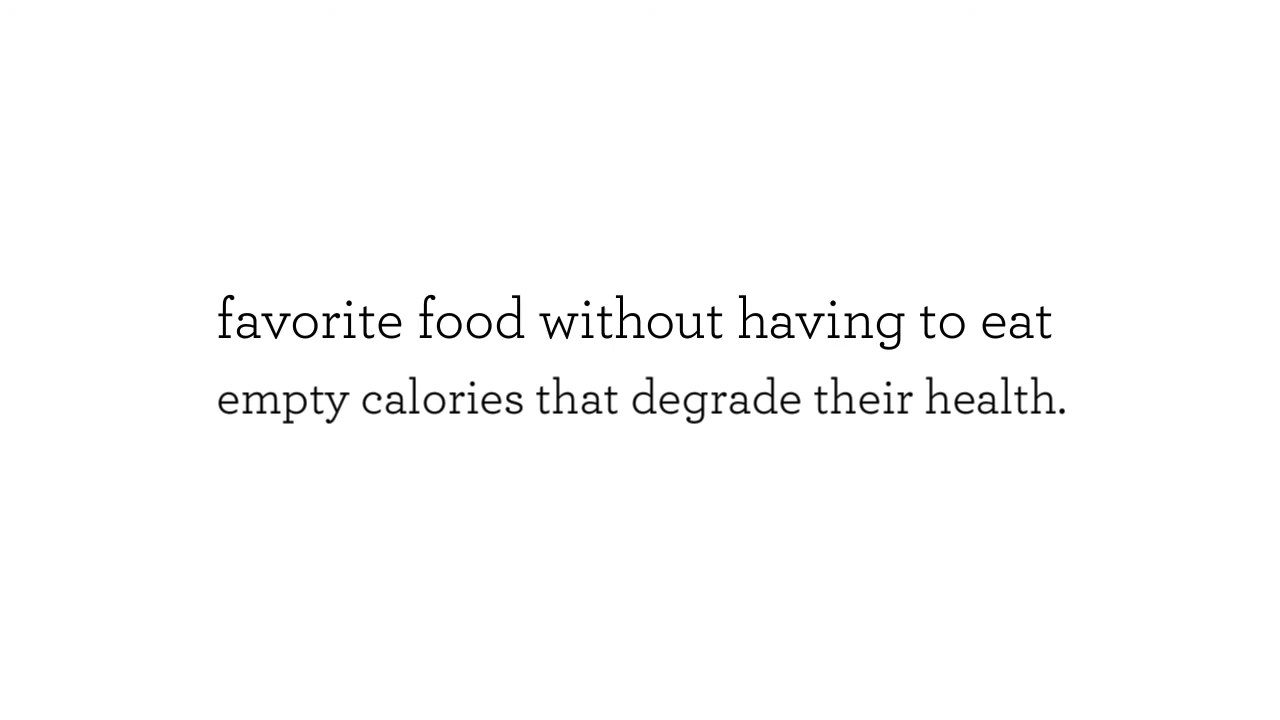 favorite food without having to eat
empty calories that degrade their health.